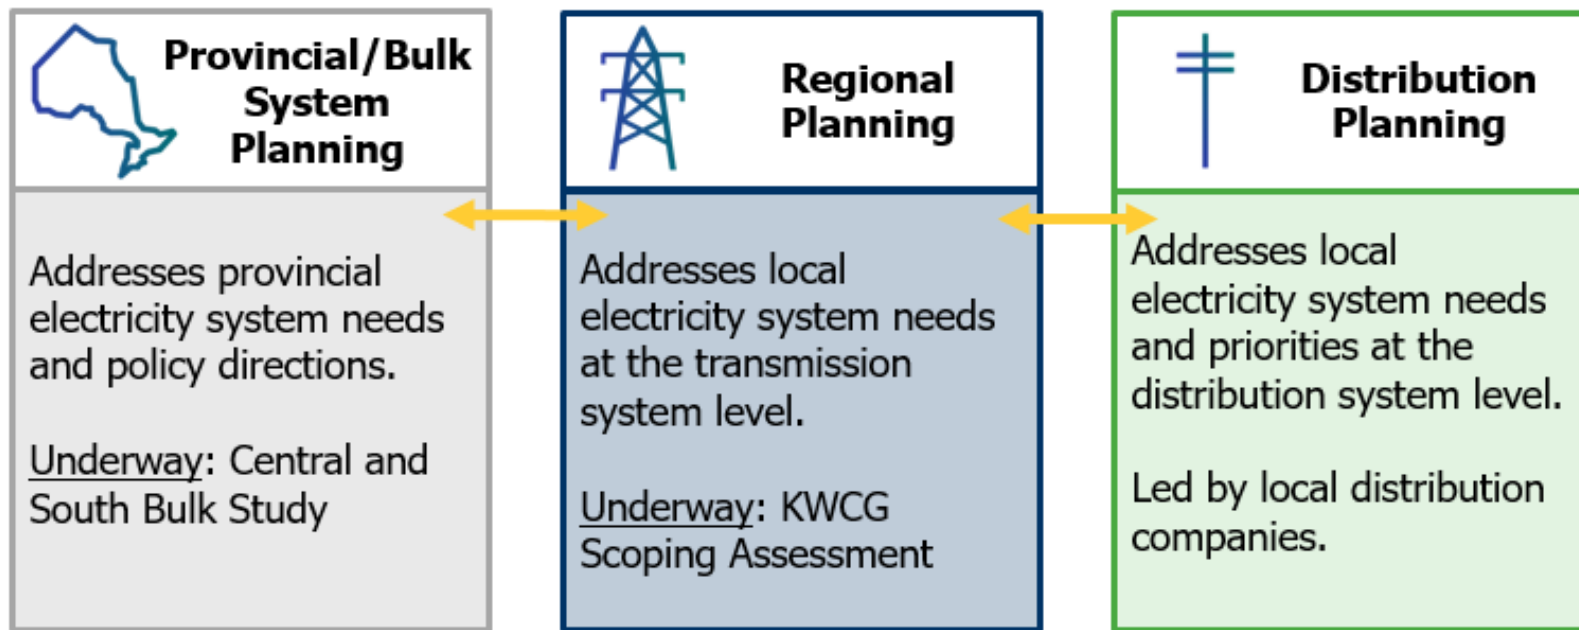 Provincial/Bulk
System
Planning
Addresses provincial
electricity system needs
and policy directions.
Underway: Central and
South Bulk Study
Regional
Planning
Addresses local
electricity system needs
at the transmission
system level.
Underway: KWCG
Scoping Assessment
Distribution
Planning
Addresses local
electricity system needs
and priorities at the
distribution system level.
Led by local distribution
companies.